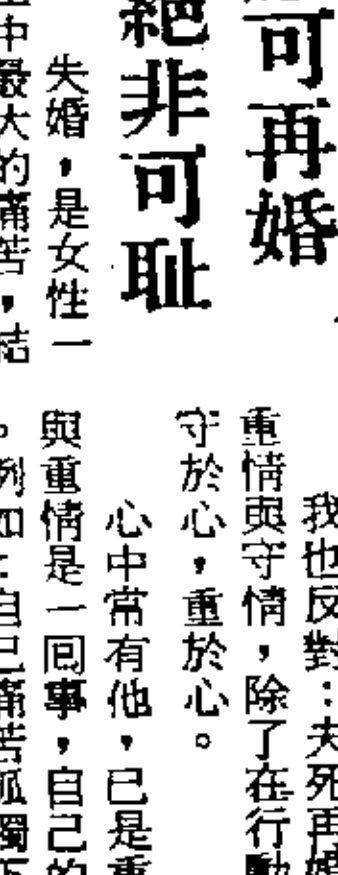 可再婚
絕非可恥
失婚，是女性一
中最大的痛苦，結
我也反對：夫死再婚
重情與守情，除了在行動
守於心，重於心。
心中常有他，已是重
與重情是一回事，自己的
。例如：自己痛苦孤獨下